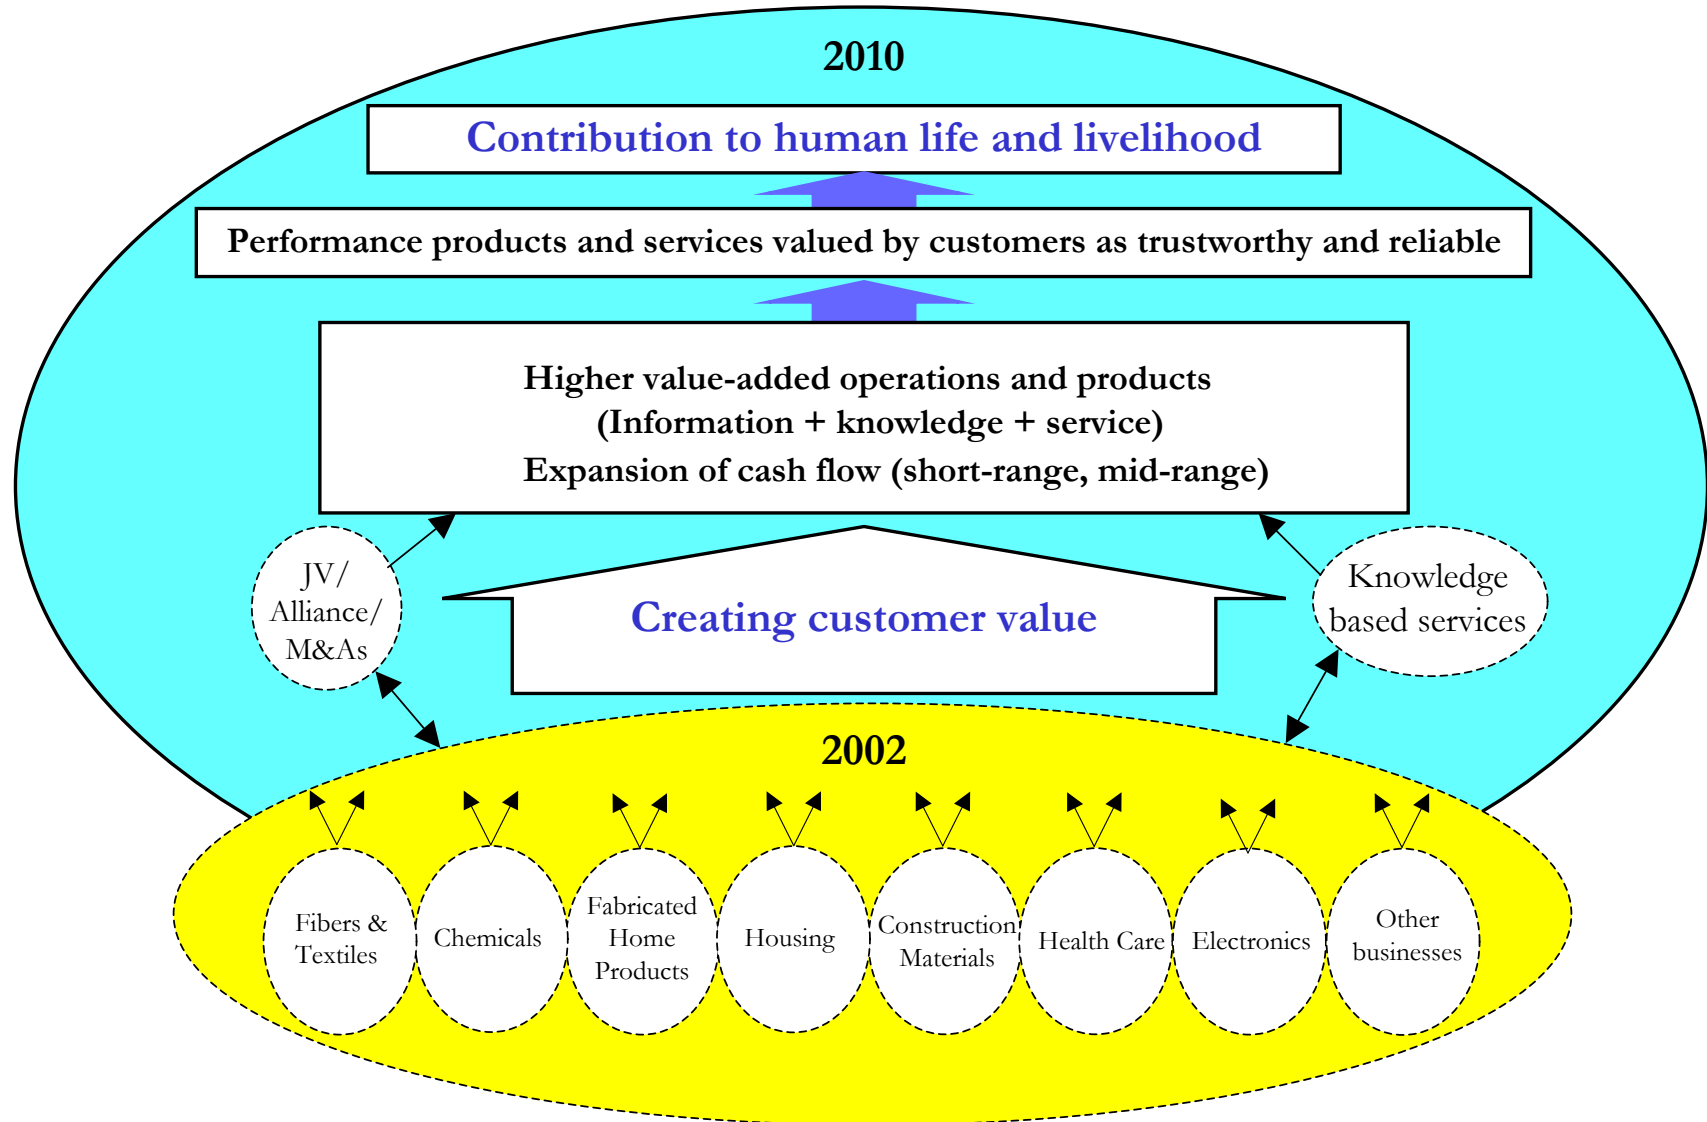 2010
Contribution to human life and livelihood
Performance products and services valued by customers as trustworthy and reliable
Higher value-added operations and products
(Information + knowledge + service)
Expansion of cash flow (short-range, mid-range)
JV/
Alliance/
M&As
Creating customer value
Knowledge
based services
2002
Fibers &
Textiles
Chemicals
Fabricated
Home
Products
Housing
Construction
Materials
Health Care
Electronics
Other
businesses